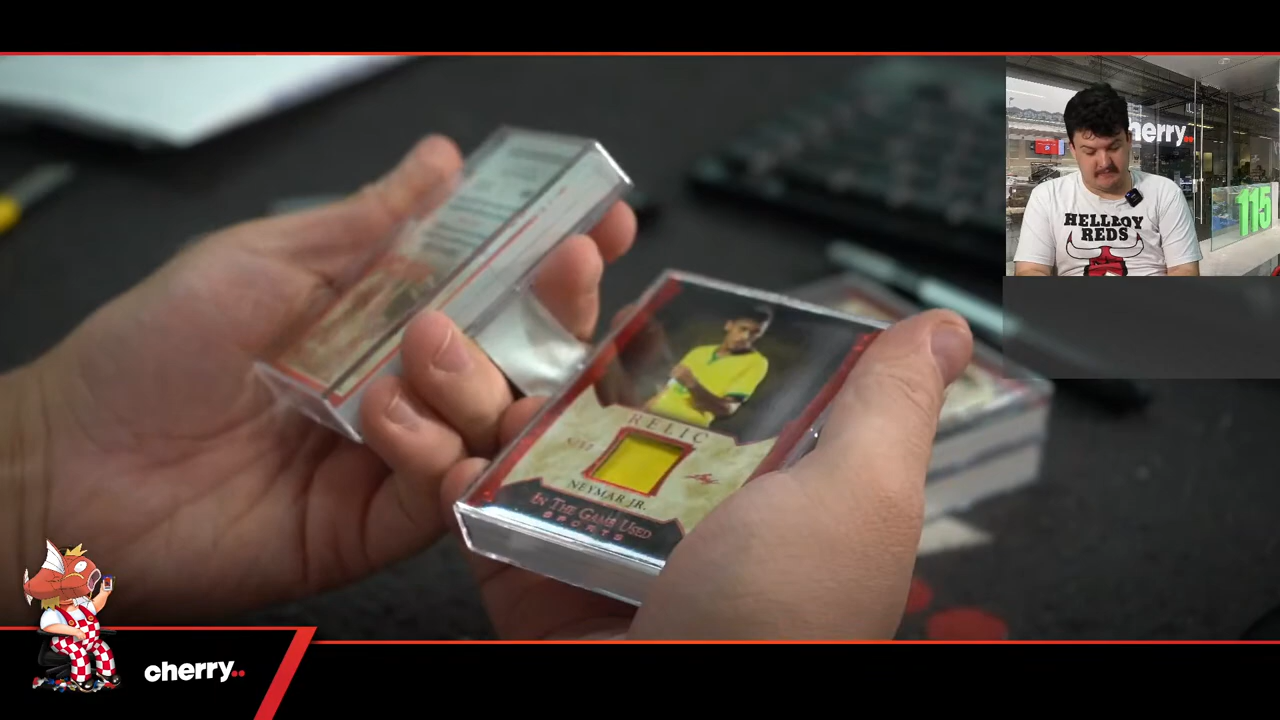 herry..
115
HELLBOY
REDS
RELIC
NEYMAR JR.
IN THE GAME USED
SPORTS
cherry..